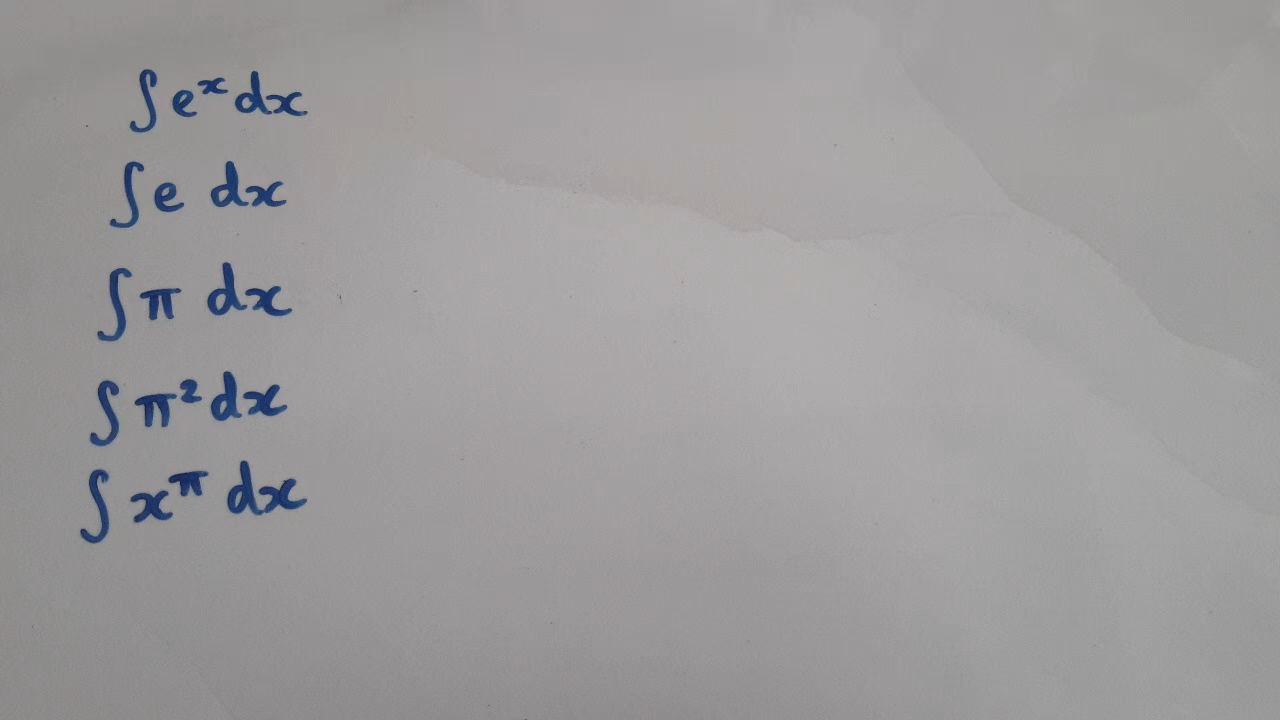 ∫ eˣ dx
∫ e dx
∫ π dx
∫ π² dx
∫ x^π dx